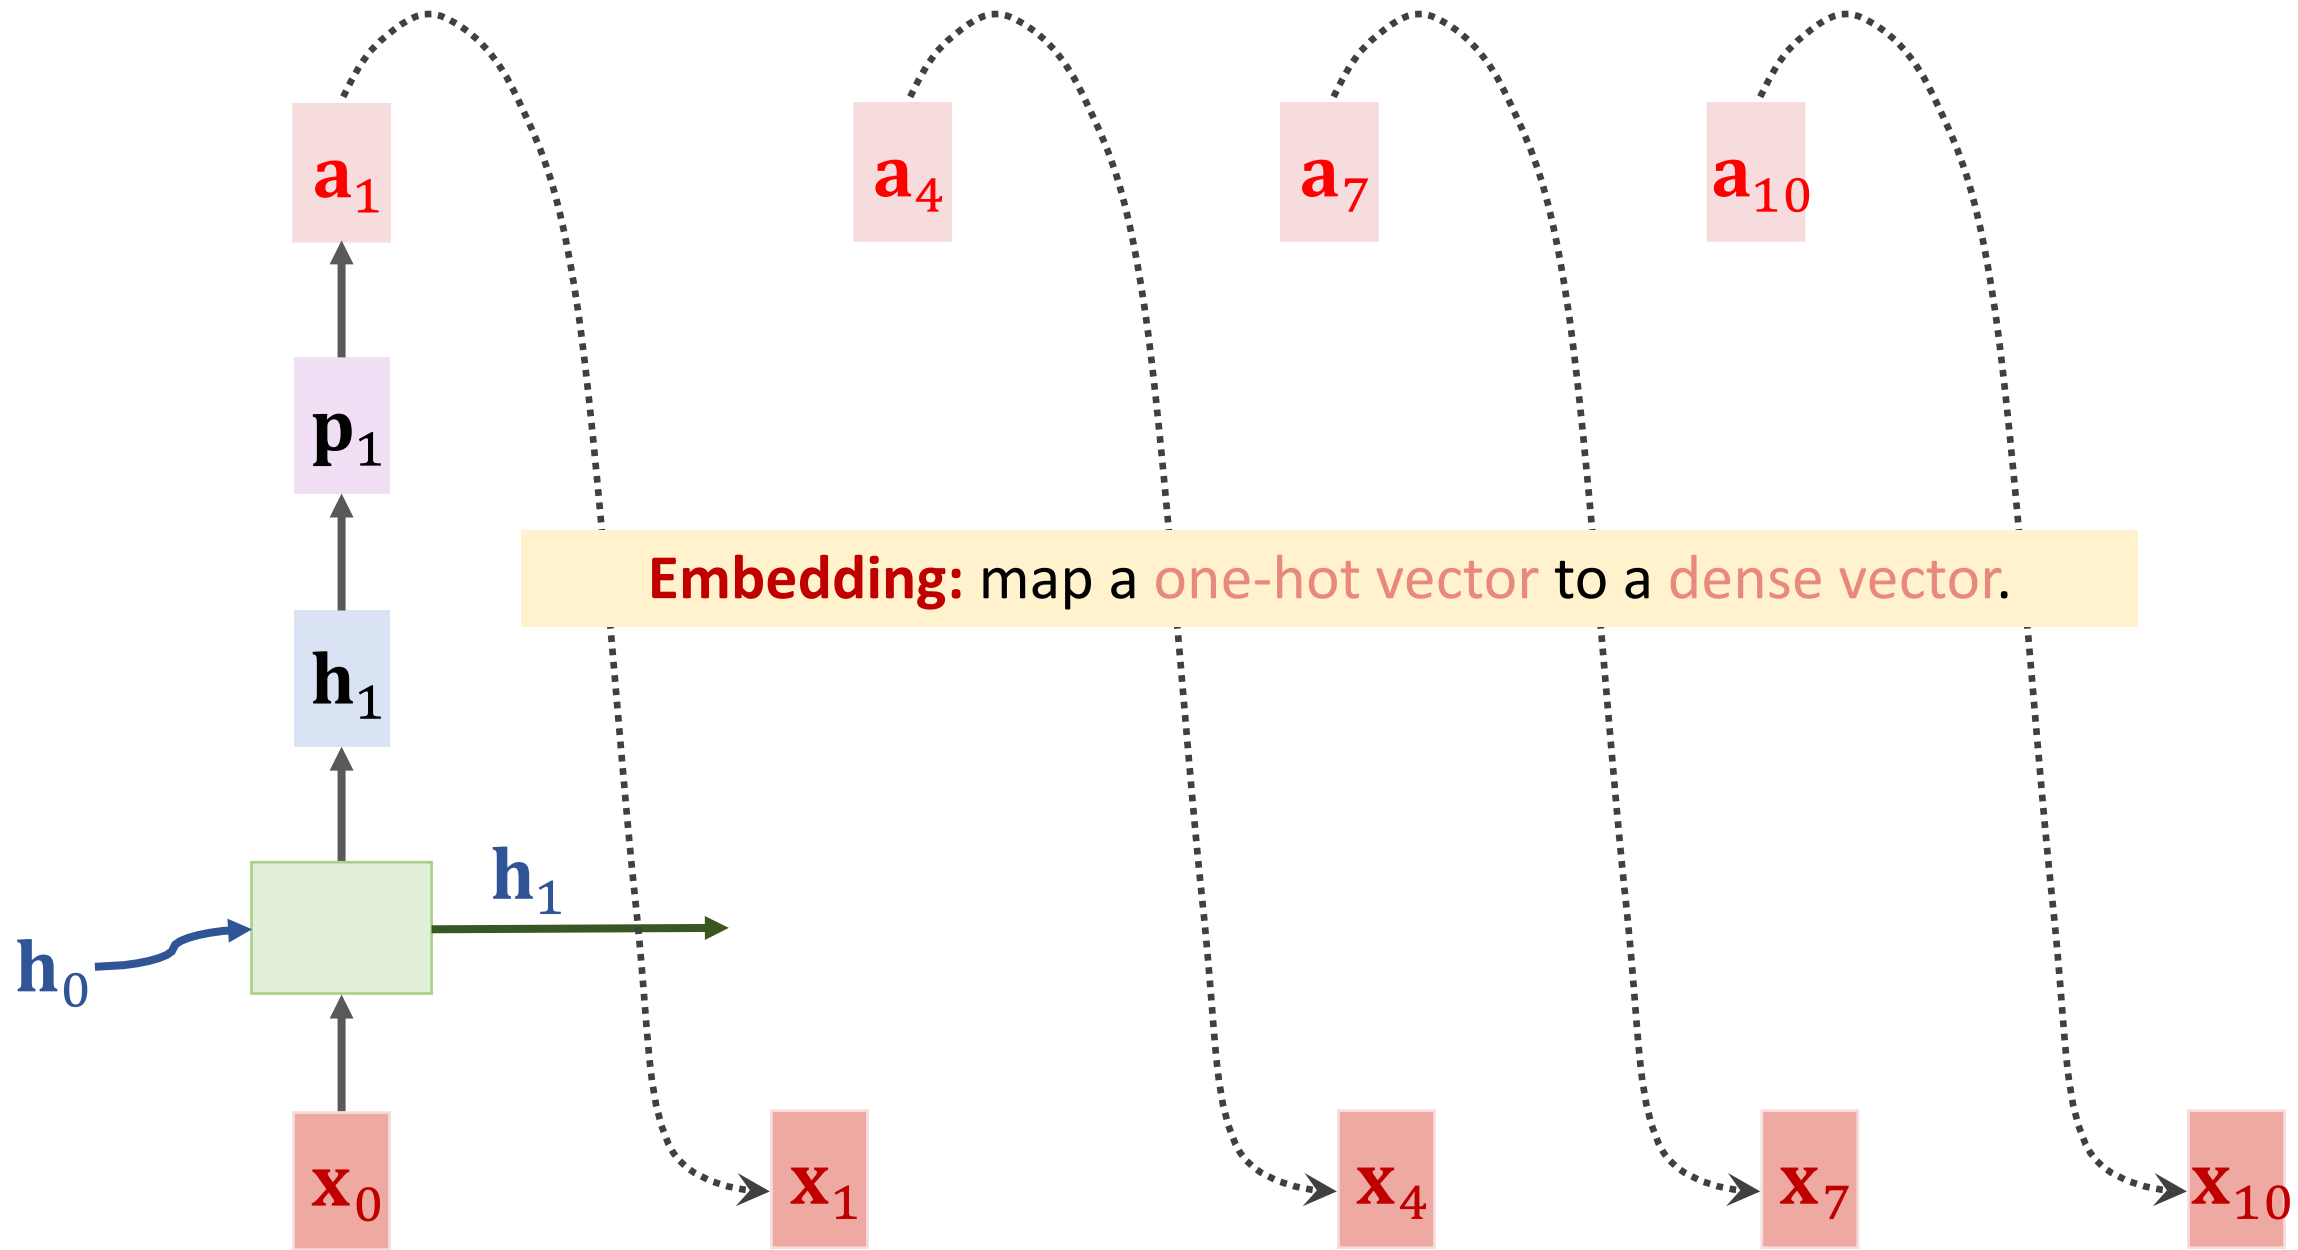 a₁ a₄ a₇ a₁₀
p₁
Embedding: map a one-hot vector to a dense vector.
h₁
h₁
h₀
x₀ x₁ x₄ x₇ x₁₀